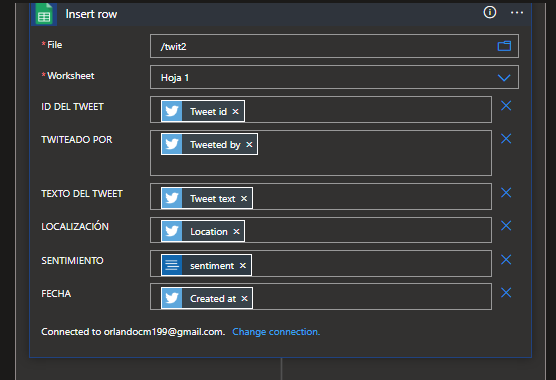 Insert row
* File
/twit2
* Worksheet
Hoja 1
ID DEL TWEET
Tweet id ×
TWITEADO POR
Tweeted by ×
TEXTO DEL TWEET
Tweet text ×
LOCALIZACIÓN
Location ×
SENTIMIENTO
sentiment ×
FECHA
Created at ×
Connected to orlandocm199@gmail.com. Change connection.